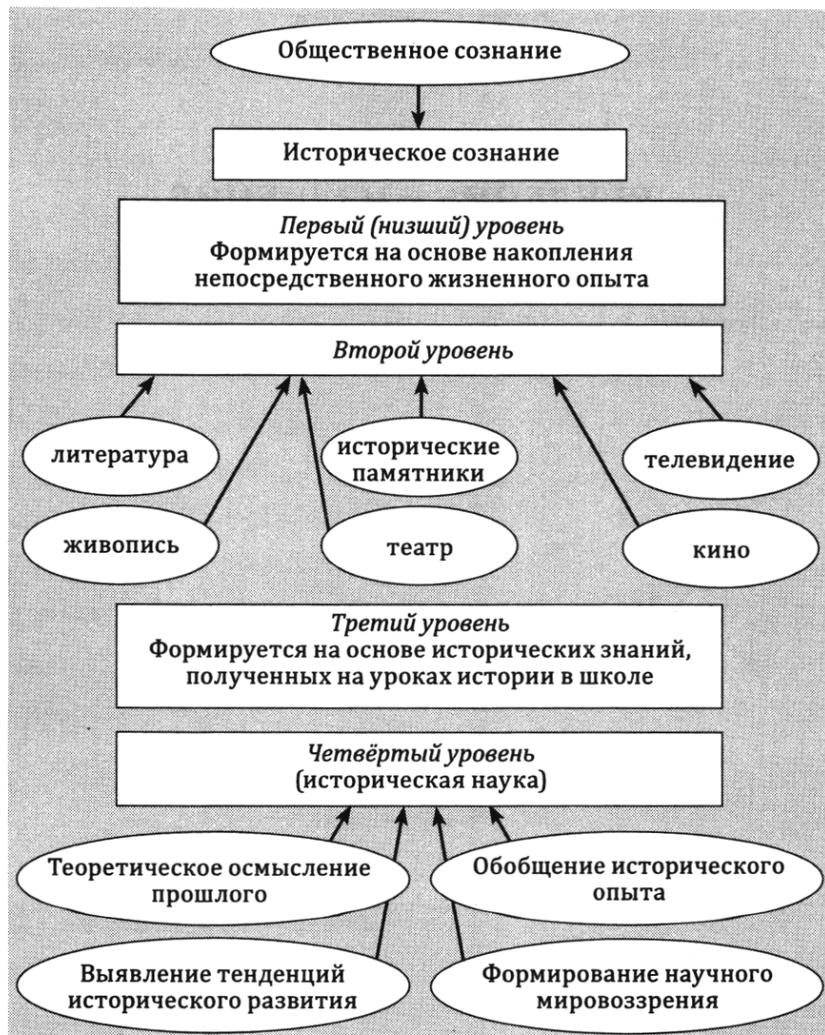 Общественное сознание
Историческое сознание
Первый (низший) уровень
Формируется на основе накопления
непосредственного жизненного опыта
Второй уровень
литература
исторические
памятники
телевидение
живопись
театр
кино
Третий уровень
Формируется на основе исторических знаний,
полученных на уроках истории в школе
Четвёртый уровень
(историческая наука)
Теоретическое осмысление
прошлого
Обобщение исторического
опыта
Выявление тенденций
исторического развития
Формирование научного
мировоззрения